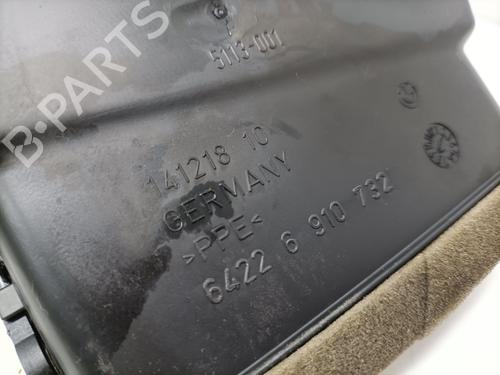 5113-001
141218 10
GERMANY
>PPE<
6422 6 910 732
B-PARTS